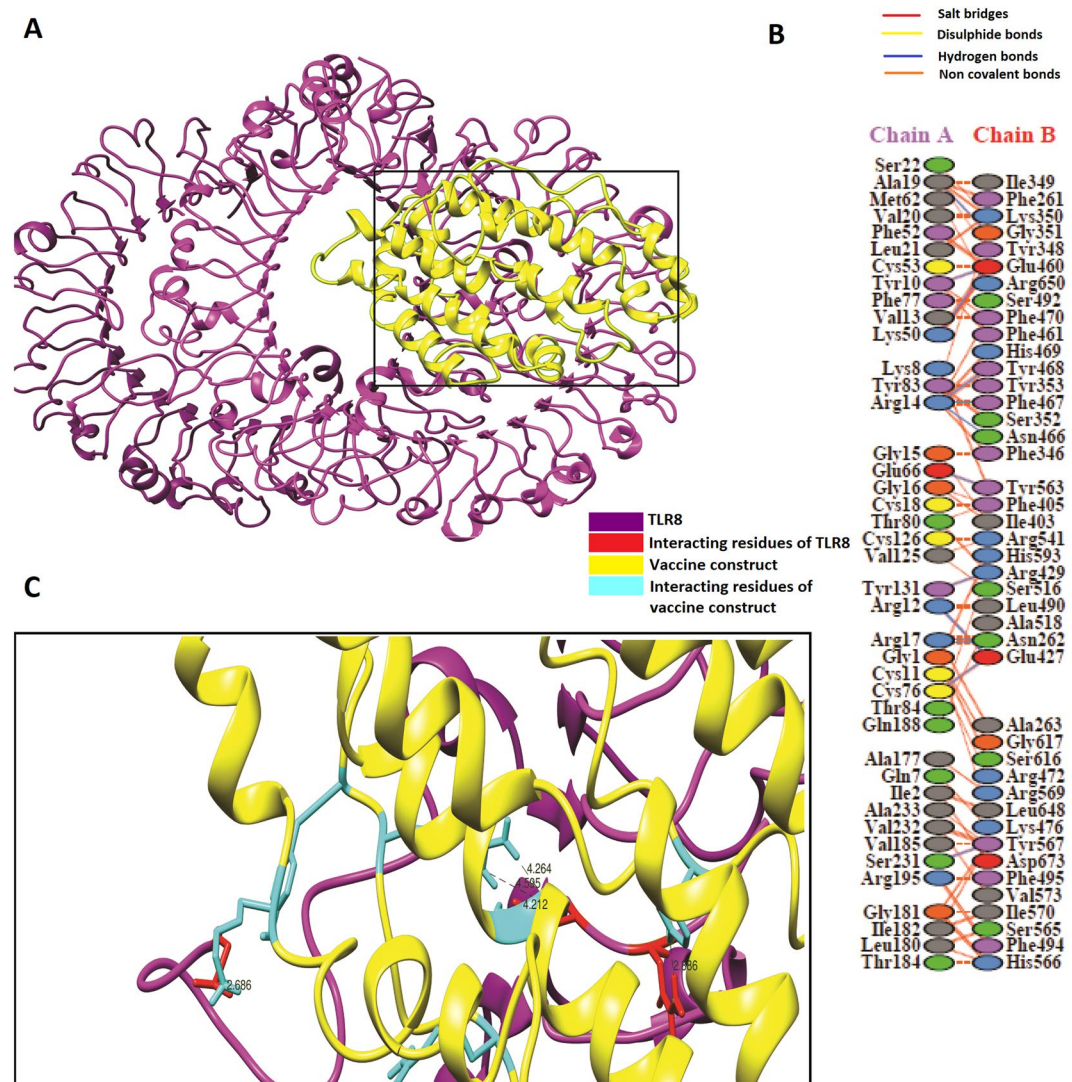 A
B
Salt bridges
Disulphide bonds
Hydrogen bonds
Non covalent bonds
Chain A Chain B
Ser22
Ala19 Ile349
Met62 Phe261
Val20 Lys350
Phe52 Gly351
Leu21 Tyr348
Cys53 Glu460
Tyr10 Arg650
Phe77 Ser492
Val13 Phe470
Lys50 Phe461
His469
Lys8 Tyr468
Tyr83 Tyr353
Arg14 Phe467
Ser352
Asn466
Gly15 Phe346
Glu66
Gly16 Tyr563
Cys18 Phe405
Thr80 Ile403
Cys126 Arg541
Val125 His593
Arg429
Tyr131 Ser516
Arg12 Leu490
Ala518
Arg17 Asn262
Gly1 Glu427
Cys11
Cys76
Thr84
Gln188 Ala263
Gly617
Ala177 Ser616
Gln7 Arg472
Ile2 Arg569
Ala233 Leu648
Val232 Lys476
Val185 Tyr567
Ser231 Asp673
Arg195 Phe495
Val573
Gly181 Ile570
Ile182 Ser565
Leu180 Phe494
Thr184 His566
TLR8
Interacting residues of TLR8
Vaccine construct
Interacting residues of
vaccine construct
C
4.264
4.212
2.686
2.686